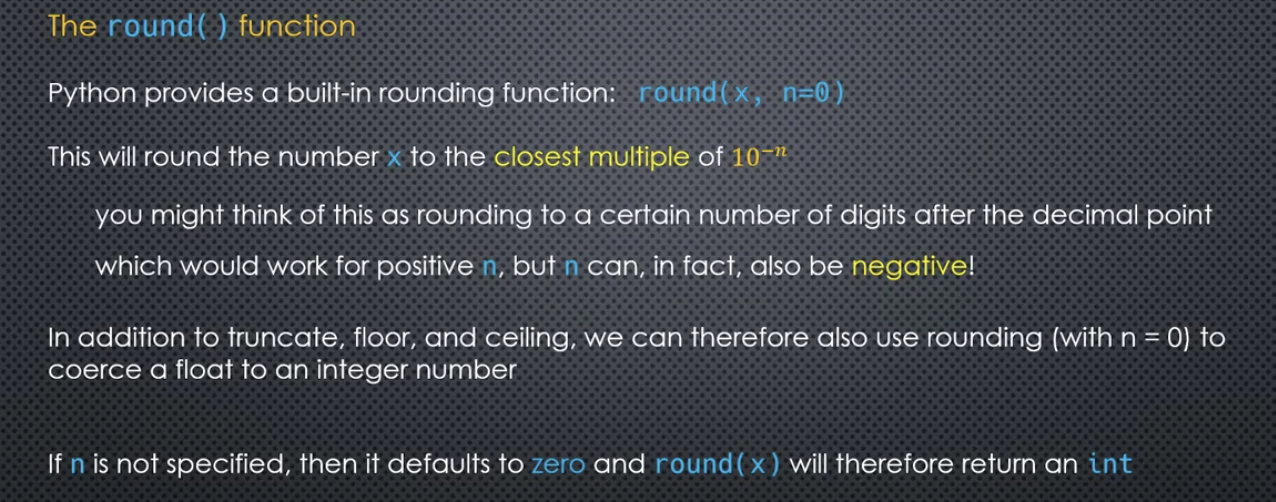 The round() function
Python provides a built-in rounding function: round(x, n=0)
This will round the number x to the closest multiple of 10⁻ⁿ
you might think of this as rounding to a certain number of digits after the decimal point
which would work for positive n, but n can, in fact, also be negative!
In addition to truncate, floor, and ceiling, we can therefore also use rounding (with n = 0) to
coerce a float to an integer number
If n is not specified, then it defaults to zero and round(x) will therefore return an int